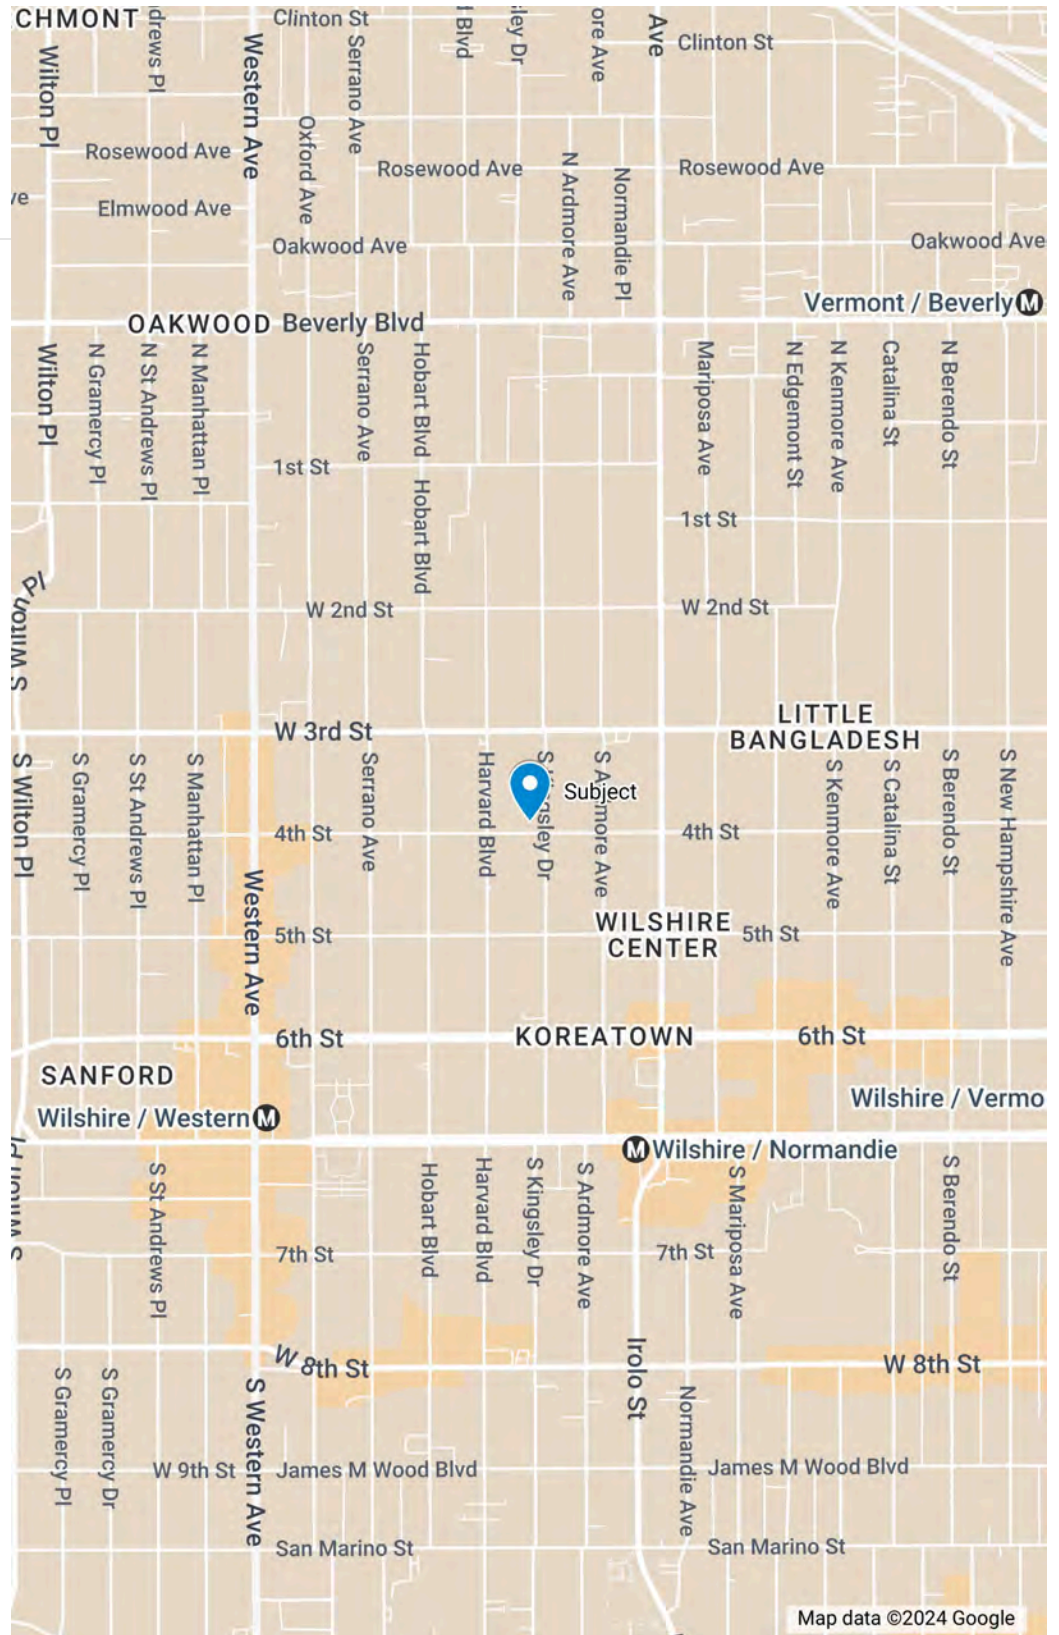 CHMONT
drews Pl
Clinton St
Blvd
ley Dr
ore Ave
Ave
Clinton St
Wilton Pl
Western Ave
Serrano Ave
Oxford Ave
Rosewood Ave
Rosewood Ave
N Ardmore Ave
Normandie Pl
Rosewood Ave
ve
Elmwood Ave
Oakwood Ave
Oakwood Ave
Vermont / Beverly
M
OAKWOOD
Beverly Blvd
Wilton Pl
N Gramercy Pl
N St Andrews Pl
N Manhattan Pl
Serrano Ave
Hobart Blvd
Mariposa Ave
N Edgemont St
N Kenmore Ave
Catalina St
N Berendo St
1st St
Hobart Blvd
1st St
S Wilton Pl
W 2nd St
W 2nd St
LITTLE
BANGLADESH
W 3rd St
S Wilton Pl
S Gramercy Pl
S St Andrews Pl
S Manhattan Pl
Serrano Ave
Harvard Blvd
Subject
S Kenmore Ave
S Catalina St
S Berendo St
S New Hampshire Ave
4th St
4th St
Western Ave
WILSHIRE
CENTER
5th St
5th St
6th St
KOREATOWN
6th St
SANFORD
Wilshire / Western
M
Wilshire / Vermo
M
Wilshire / Normandie
S St Andrews Pl
Hobart Blvd
Harvard Blvd
S Kingsley Dr
S Ardmore Ave
S Mariposa Ave
S Berendo St
7th St
7th St
W 8th St
W 8th St
Irolo St
S Gramercy Pl
S Gramercy Dr
S Western Ave
Normandie Ave
W 9th St
James M Wood Blvd
James M Wood Blvd
San Marino St
San Marino St
Map data ©2024 Google